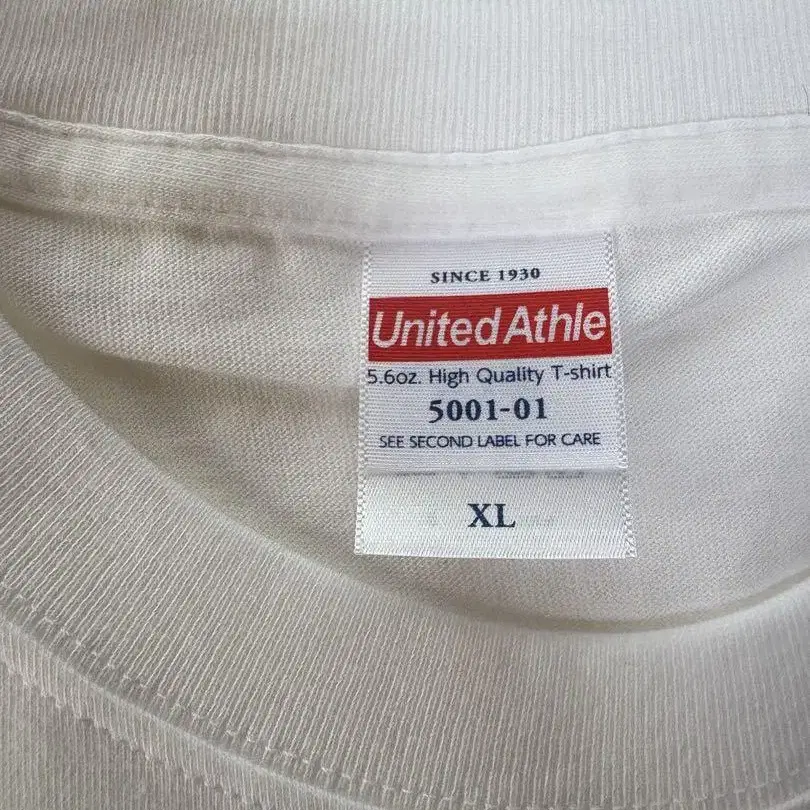 SINCE 1930
United Athle
5.6oz. High Quality T-shirt
5001-01
SEE SECOND LABEL FOR CARE
XL